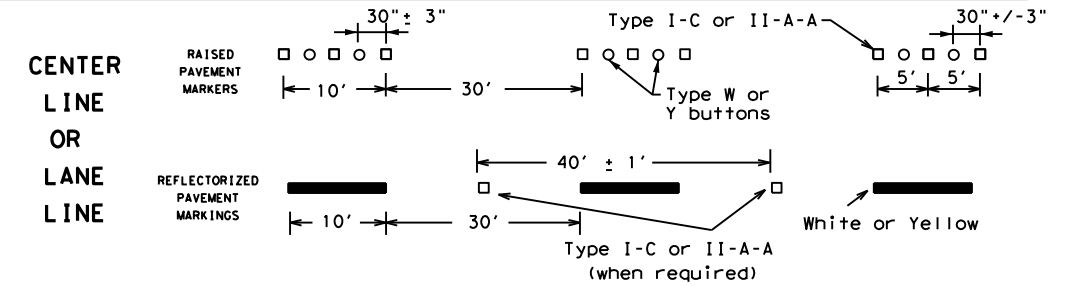 CENTER
LINE
OR
LANE
LINE
RAISED
PAVEMENT
MARKERS
30"± 3"
10'
30'
Type I-C or II-A-A
30"+/-3"
5'
5'
Type W or
Y buttons
REFLECTORIZED
PAVEMENT
MARKINGS
40' ± 1'
10'
30'
Type I-C or II-A-A
(when required)
White or Yellow